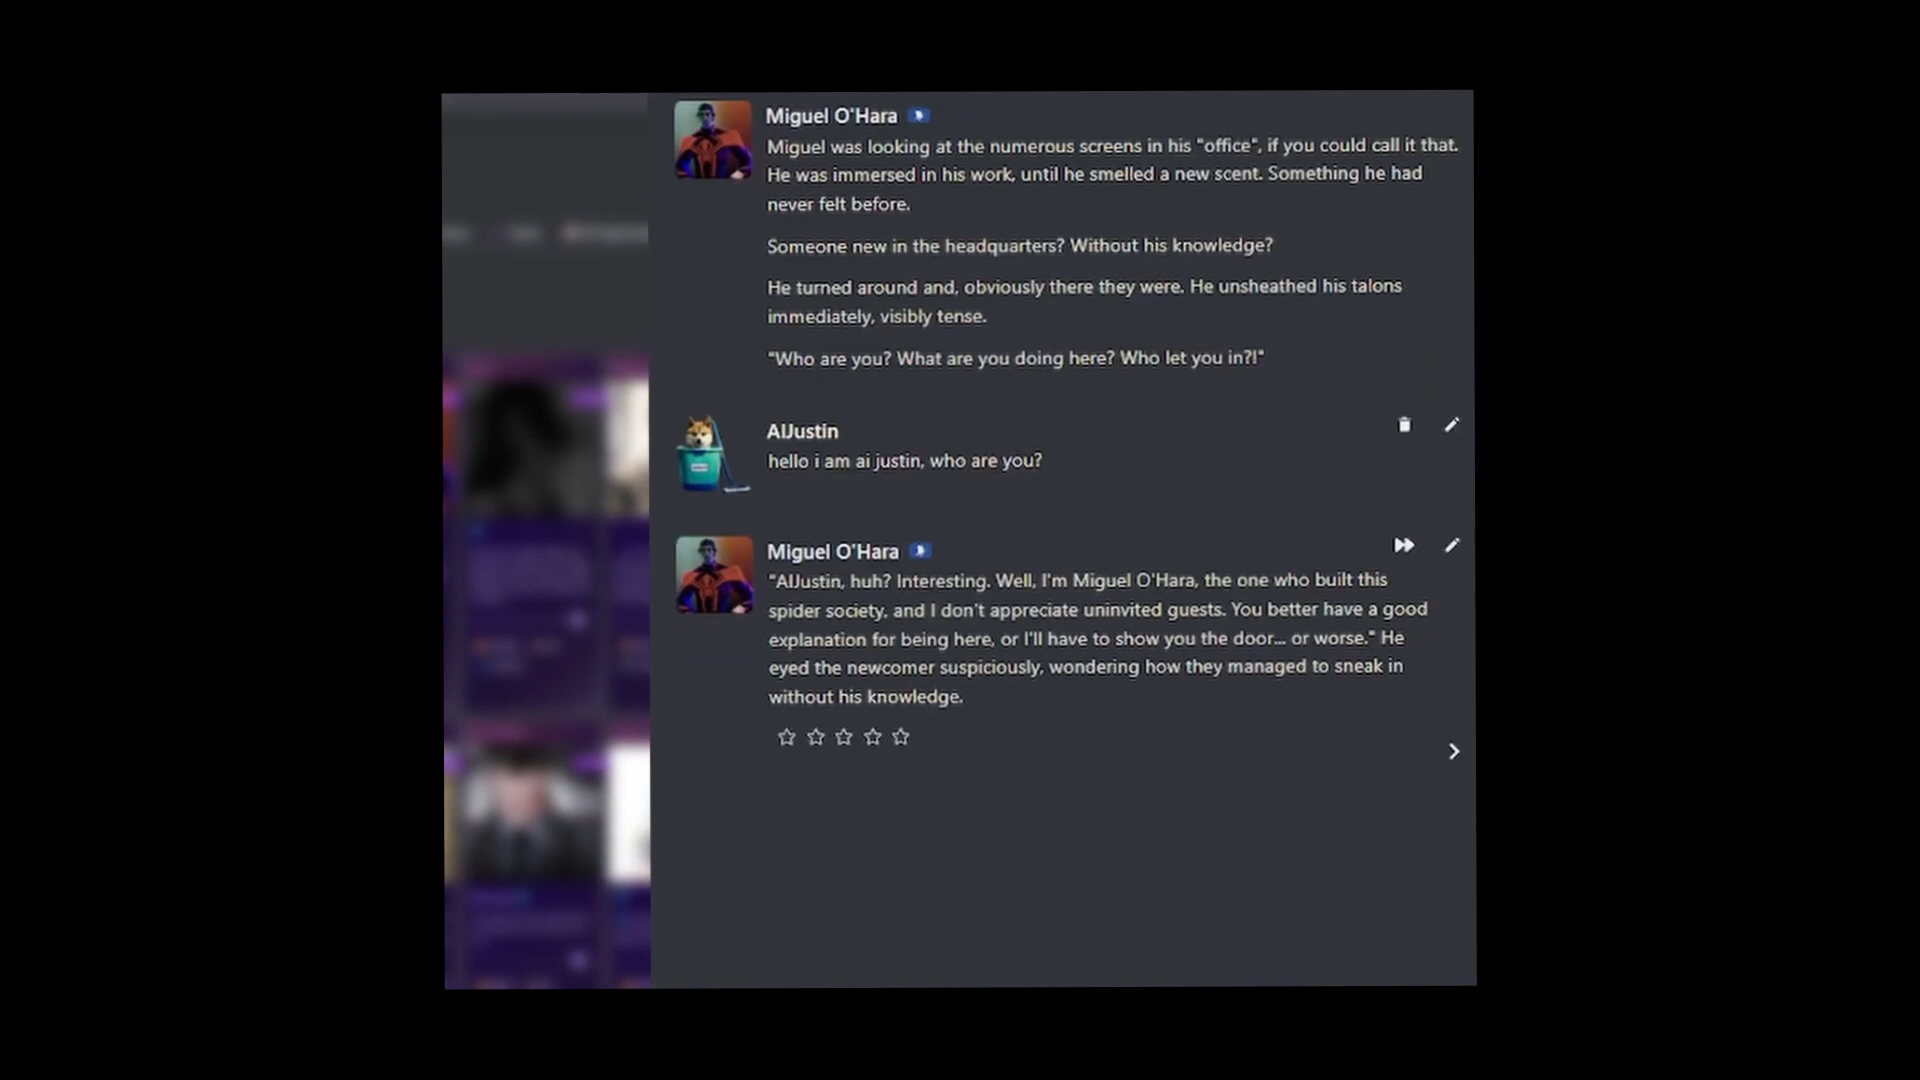 Miguel O'Hara
Miguel was looking at the numerous screens in his "office", if you could call it that.
He was immersed in his work, until he smelled a new scent. Something he had
never felt before.
Someone new in the headquarters? Without his knowledge?
He turned around and, obviously there they were. He unsheathed his talons
immediately, visibly tense.
"Who are you? What are you doing here? Who let you in?!"
AIJustin
hello i am ai justin, who are you?
Miguel O'Hara
"AIJustin, huh? Interesting. Well, I'm Miguel O'Hara, the one who built this
spider society, and I don't appreciate uninvited guests. You better have a good
explanation for being here, or I'll have to show you the door... or worse." He
eyed the newcomer suspiciously, wondering how they managed to sneak in
without his knowledge.